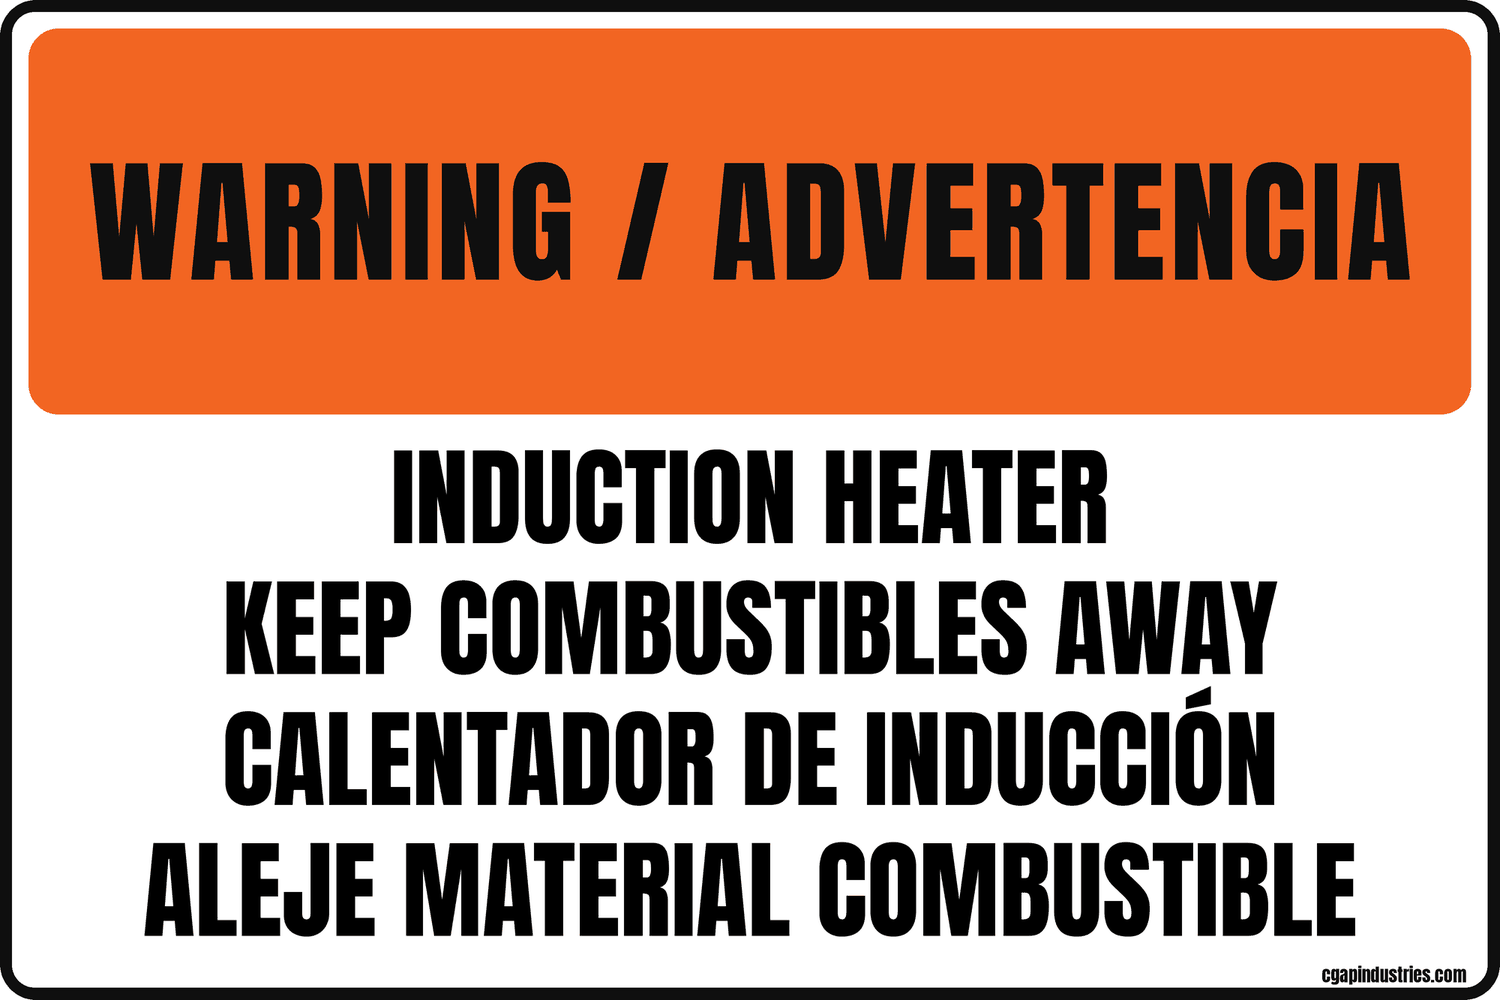 WARNING / ADVERTENCIA
INDUCTION HEATER
KEEP COMBUSTIBLES AWAY
CALENTADOR DE INDUCCIÓN
ALEJE MATERIAL COMBUSTIBLE
cgapindustries.com